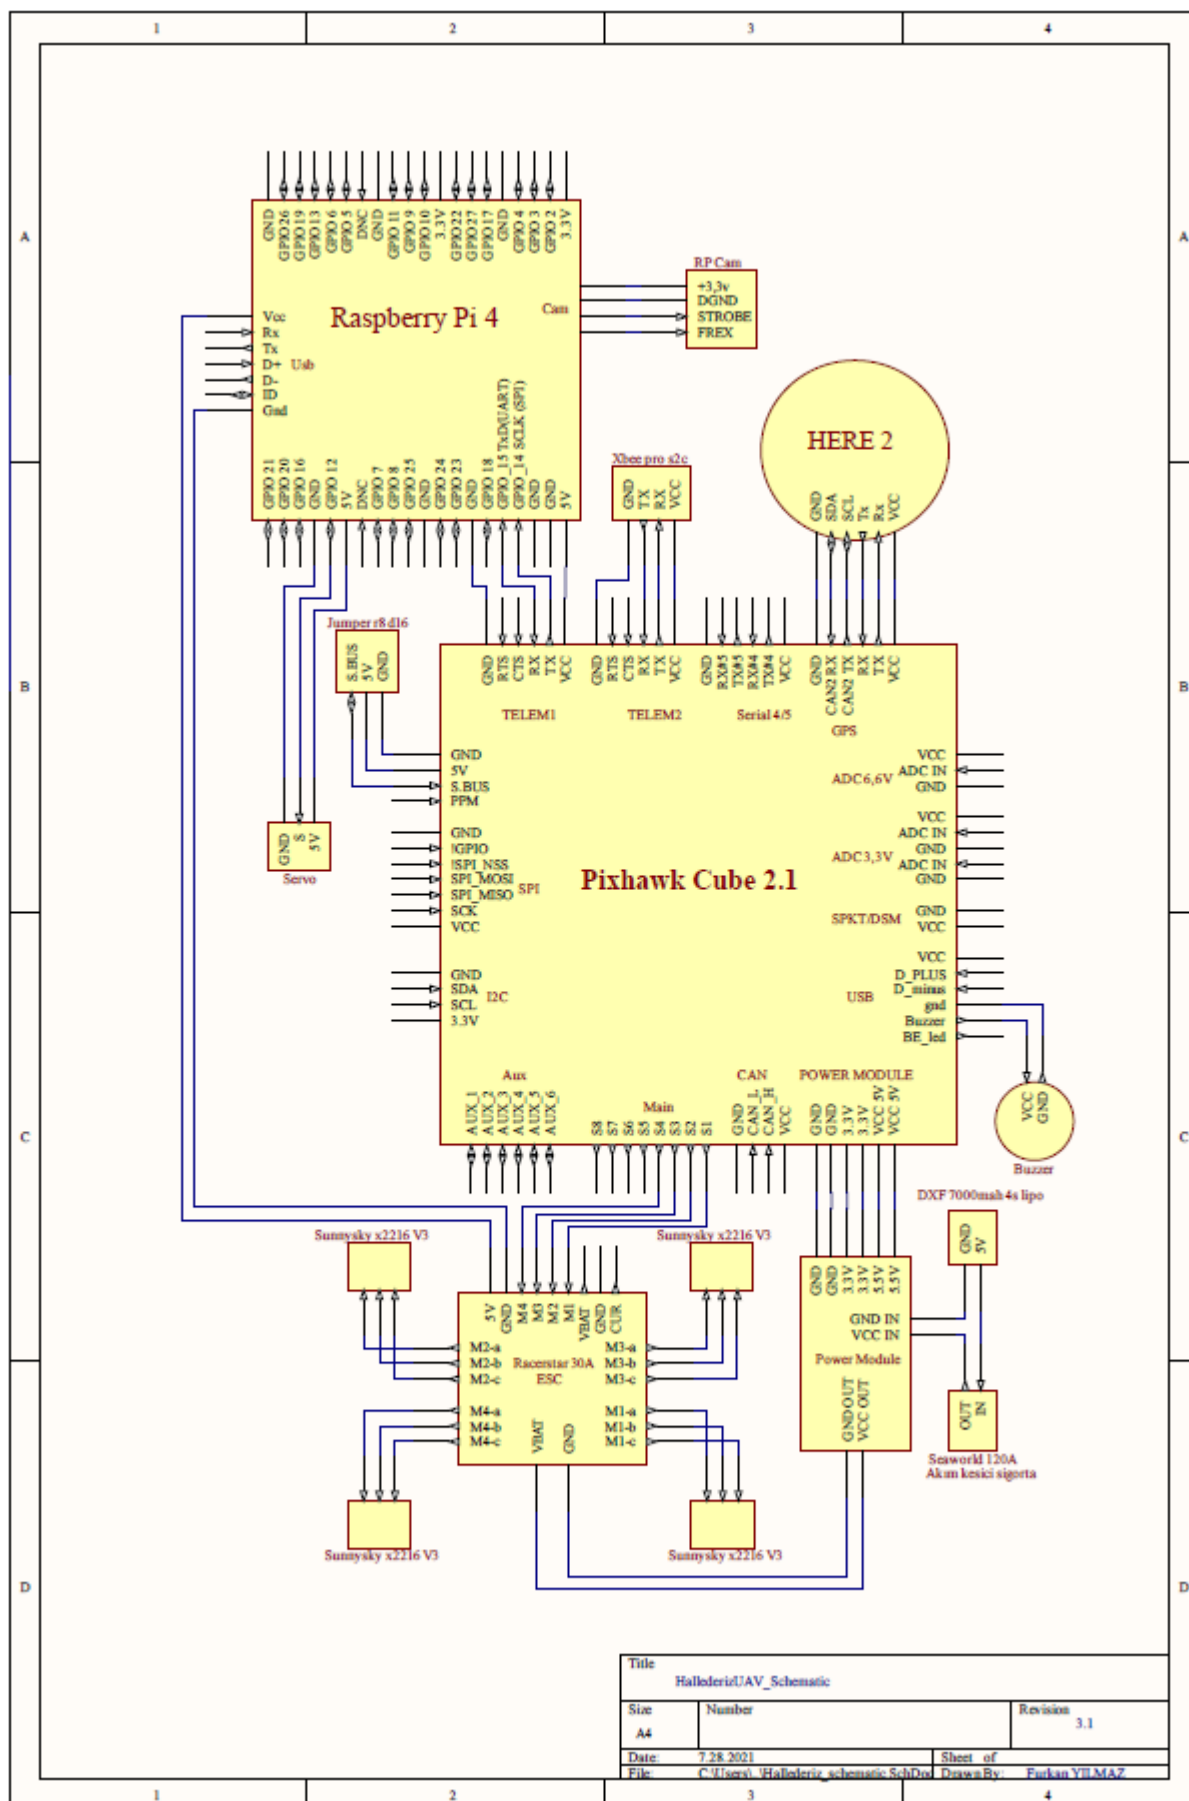 1 2 3 4
A A
GND GPIO 26 GPIO 19 GPIO 13 GPIO 6 GPIO 5 DNC GND GPIO 11 GPIO 9 GPIO 10 3.3V GPIO 22 GPIO 27 GPIO 17 GND GPIO 4 GPIO 3 GPIO 2 3.3V
Raspberry Pi 4
Cam
Vcc
Rx
Tx
D+
D-
ID
Gnd
Usb
GPIO 21 GPIO 20 GPIO 16 GND GPIO 12 5V DNC GPIO 7 GPIO 8 GPIO 25 GND GPIO 24 GPIO 23 GND GPIO 18 GPIO_15 TxD(UART) GPIO_14 SCLK (SPI) GND GND 5V
RP Cam
+3,3v
DGND
STROBE
FREX
HERE 2
GND SDA SCL Tx Rx VCC
Xbee pro s2c
GND TX RX VCC
Jumper r8 d16
S.BUS 5V GND
B B
GND RTS CTS RX TX VCC
TELEM1
GND RTS CTS RX TX VCC
TELEM2
GND RX#5 TX#5 RX#4 TX#4 VCC
Serial 4/5
GND CAN2 RX CAN2 TX RX TX VCC
GPS
GND
5V
S.BUS
PPM
GND
!GPIO
!SPI_NSS
SPI_MOSI
SPI_MISO
SCK
VCC
SPI
GND
SDA
SCL
3.3V
I2C
Pixhawk Cube 2.1
VCC
ADC IN
GND
ADC6,6V
VCC
ADC IN
GND
ADC IN
GND
ADC3,3V
GND
VCC
SPKT/DSM
VCC
D_PLUS
D_minus
gnd
Buzzer
BE_led
USB
GND S 5V
Servo
Aux
AUX_1 AUX_2 AUX_3 AUX_4 AUX_5 AUX_6
Main
S8 S7 S6 S5 S4 S3 S2 S1
CAN
GND CAN_L CAN_H VCC
POWER MODULE
GND GND 3.3V 3.3V VCC 5V VCC 5V
VCC GND
Buzzer
C C
DXF 7000mah 4s lipo
GND 5V
Sunnysky x2216 V3
Sunnysky x2216 V3
5V GND M4 M3 M2 M1 VBAT GND CUR
M2-a
M2-b
M2-c
M4-a
M4-b
M4-c
Racerstar 30A
ESC
M3-a
M3-b
M3-c
M1-a
M1-b
M1-c
VBAT GND
GND GND 3.3V 3.3V 5.5V 5.5V
GND IN
VCC IN
Power Module
GND OUT VCC OUT
OUT IN
Seaworld 120A
Akım kesici sigorta
Sunnysky x2216 V3
Sunnysky x2216 V3
D D
Title
HallederizUAV_Schematic
Size Number Revision
A4 3.1
Date: 7.28.2021 Sheet of
File: C:\Users\..\Hallederiz_schematic.SchDoc Drawn By: Furkan YILMAZ
1 2 3 4